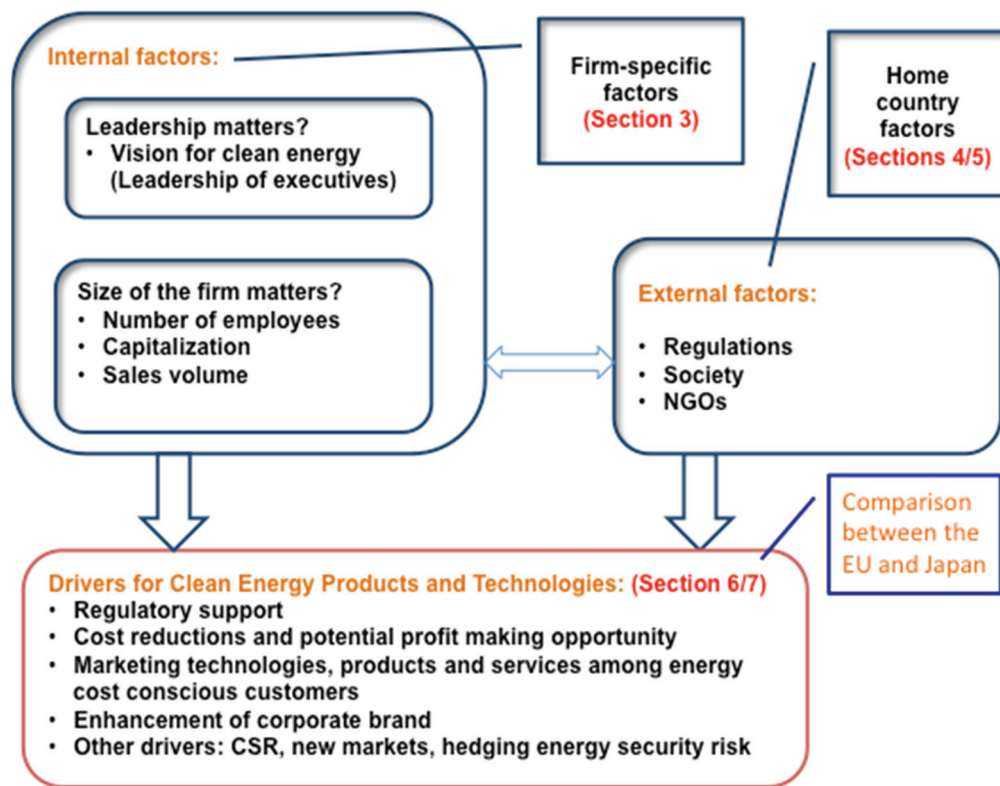 Internal factors:
Leadership matters?
• Vision for clean energy
(Leadership of executives)
Size of the firm matters?
• Number of employees
• Capitalization
• Sales volume
Firm-specific
factors
(Section 3)
Home
country
factors
(Sections 4/5)
External factors:
• Regulations
• Society
• NGOs
Comparison
between the
EU and Japan
Drivers for Clean Energy Products and Technologies: (Section 6/7)
• Regulatory support
• Cost reductions and potential profit making opportunity
• Marketing technologies, products and services among energy
cost conscious customers
• Enhancement of corporate brand
• Other drivers: CSR, new markets, hedging energy security risk